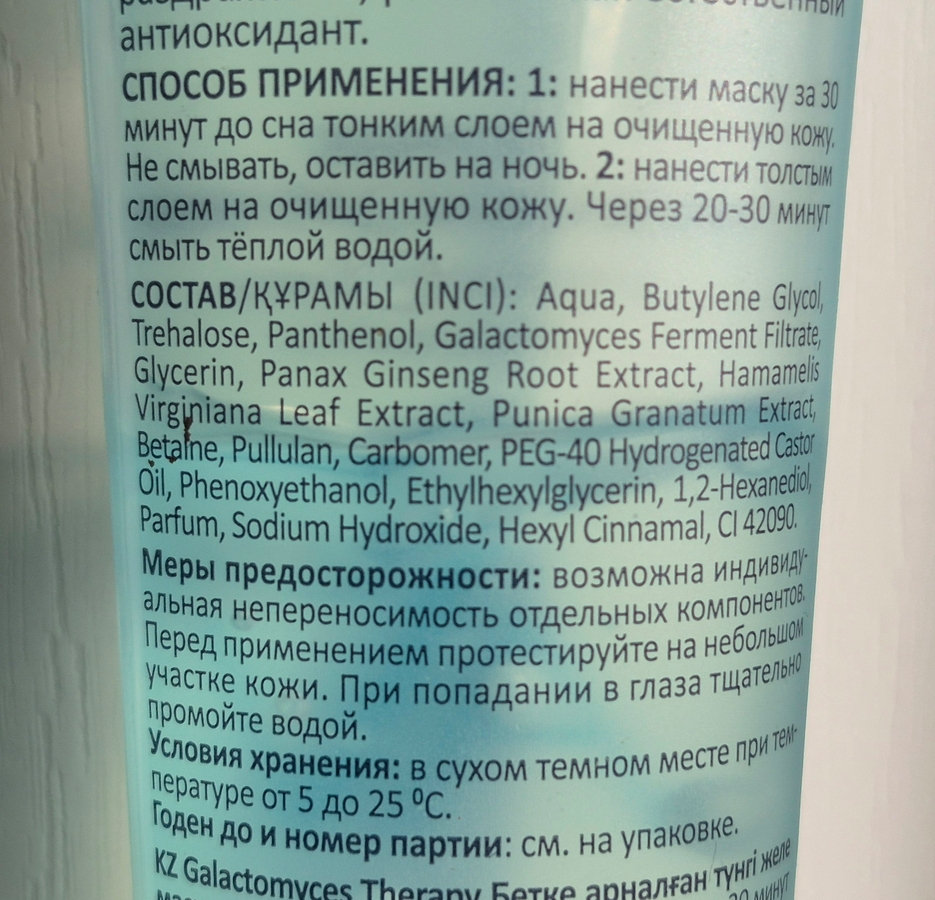 естественный
антиоксидант.
СПОСОБ ПРИМЕНЕНИЯ: 1: нанести маску за 30
минут до сна тонким слоем на очищенную кожу.
Не смывать, оставить на ночь. 2: нанести толстым
слоем на очищенную кожу. Через 20-30 минут
смыть тёплой водой.
СОСТАВ/ҚҰРАМЫ (INCI): Aqua, Butylene Glycol,
Trehalose, Panthenol, Galactomyces Ferment Filtrate,
Glycerin, Panax Ginseng Root Extract, Hamamelis
Virginiana Leaf Extract, Punica Granatum Extract,
Betaine, Pullulan, Carbomer, PEG-40 Hydrogenated Castor
Oil, Phenoxyethanol, Ethylhexylglycerin, 1,2-Hexanediol,
Parfum, Sodium Hydroxide, Hexyl Cinnamal, CI 42090.
Меры предосторожности: возможна индивиду-
альная непереносимость отдельных компонентов.
Перед применением протестируйте на небольшом
участке кожи. При попадании в глаза тщательно
промойте водой.
Условия хранения: в сухом темном месте при тем-
пературе от 5 до 25 ⁰С.
Годен до и номер партии: см. на упаковке.
KZ Galactomyces Therapy Бетке арналған түнгі желе
минут